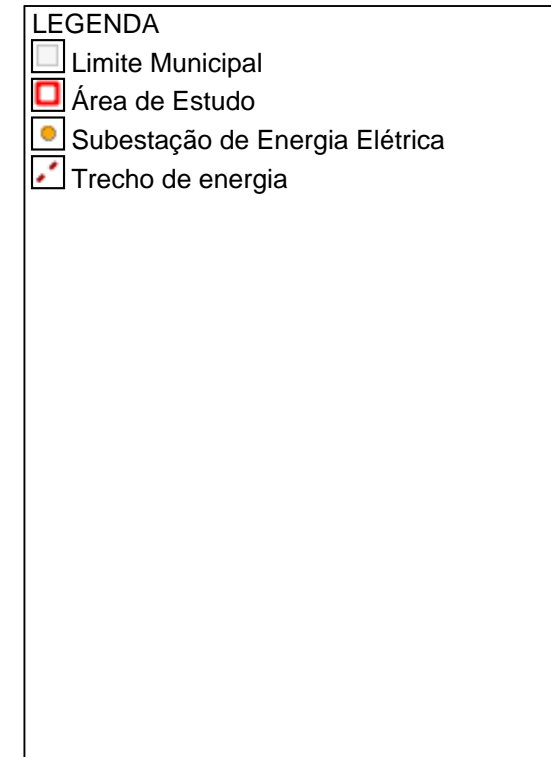 LEGENDA
Limite Municipal
Área de Estudo
Subestação de Energia Elétrica
Trecho de energia